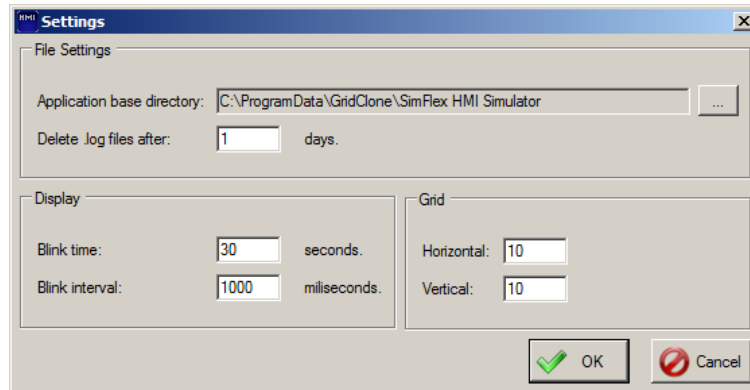 HMI Settings
File Settings
Application base directory: C:\ProgramData\GridClone\SimFlex HMI Simulator ...
Delete .log files after: 1 days.
Display
Blink time: 30 seconds.
Blink interval: 1000 miliseconds.
Grid
Horizontal: 10
Vertical: 10
OK Cancel